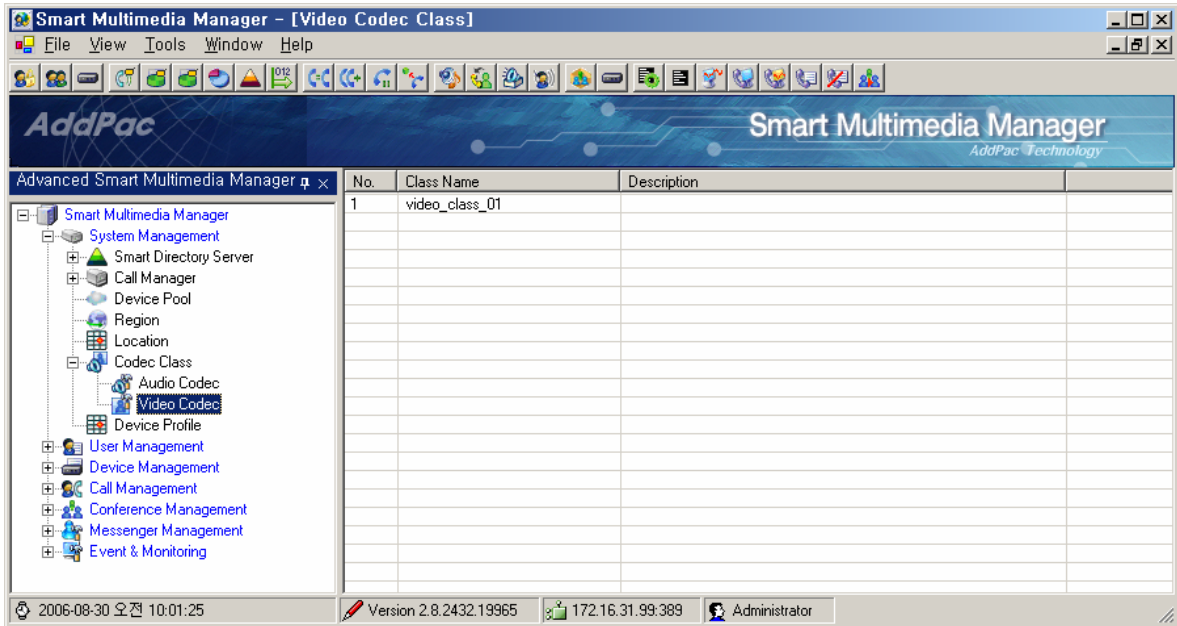 Smart Multimedia Manager - [Video Codec Class]
File View Tools Window Help
012
AddPac
Smart Multimedia Manager
AddPac Technology
Advanced Smart Multimedia Manager
Smart Multimedia Manager
System Management
Smart Directory Server
Call Manager
Device Pool
Region
Location
Codec Class
Audio Codec
Video Codec
Device Profile
User Management
Device Management
Call Management
Conference Management
Messenger Management
Event & Monitoring
No. Class Name Description
1 video_class_01
2006-08-30 오전 10:01:25 Version 2.8.2432.19965 172.16.31.99:389 Administrator